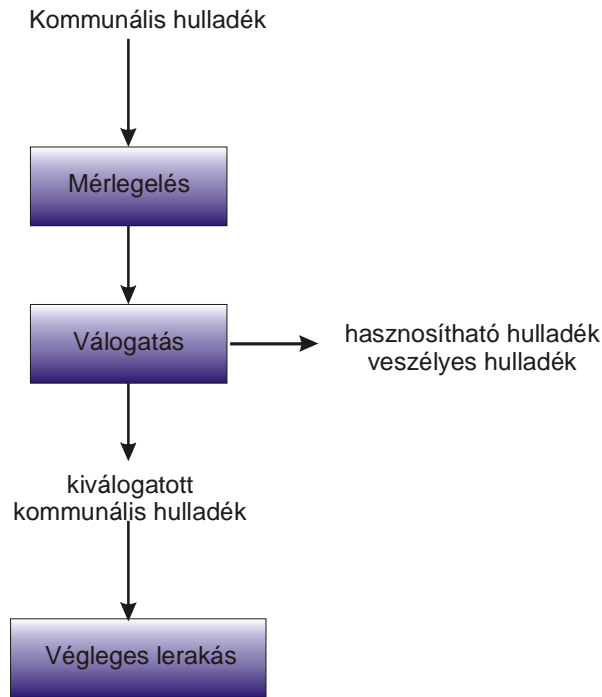 Kommunális hulladék
Mérlegelés
Válogatás
hasznosítható hulladék
veszélyes hulladék
kiválogatott
kommunális hulladék
Végleges lerakás